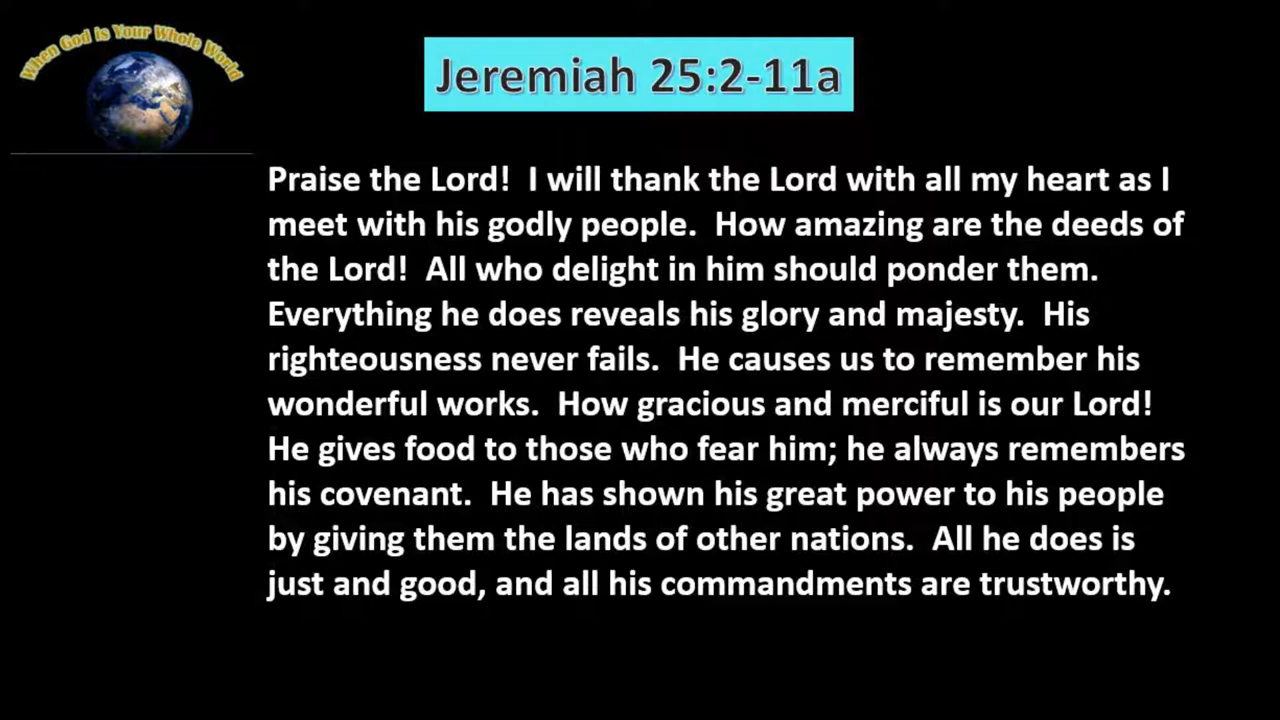 When God is Your Whole World
Jeremiah 25:2-11a
Praise the Lord!  I will thank the Lord with all my heart as I
meet with his godly people.  How amazing are the deeds of
the Lord!  All who delight in him should ponder them.
Everything he does reveals his glory and majesty.  His
righteousness never fails.  He causes us to remember his
wonderful works.  How gracious and merciful is our Lord!
He gives food to those who fear him; he always remembers
his covenant.  He has shown his great power to his people
by giving them the lands of other nations.  All he does is
just and good, and all his commandments are trustworthy.